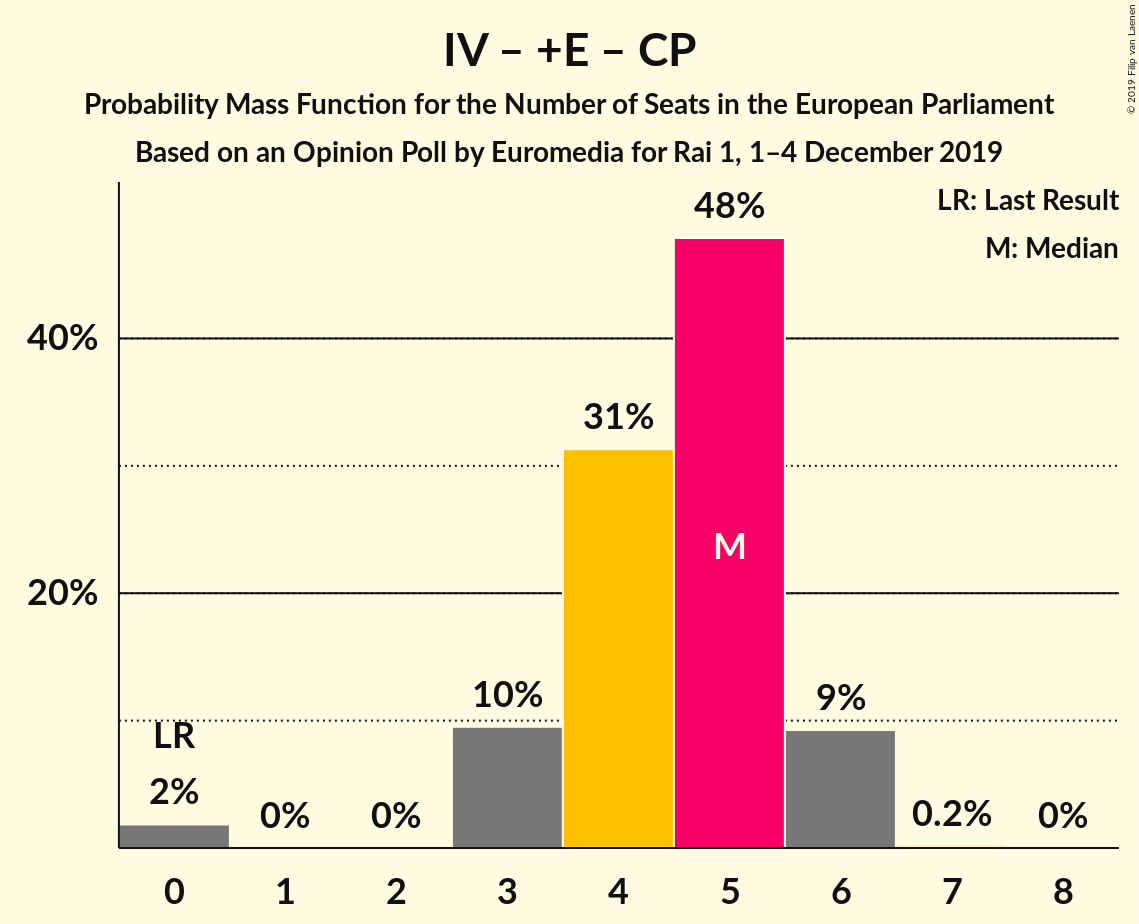 IV – +E – CP
Probability Mass Function for the Number of Seats in the European Parliament
Based on an Opinion Poll by Euromedia for Rai 1, 1–4 December 2019
© 2019 Filip van Laenen
LR: Last Result
M: Median
48%
40%
31%
M
20%
10%
9%
LR
2%
0%
0%
0.2%
0%
0 1 2 3 4 5 6 7 8